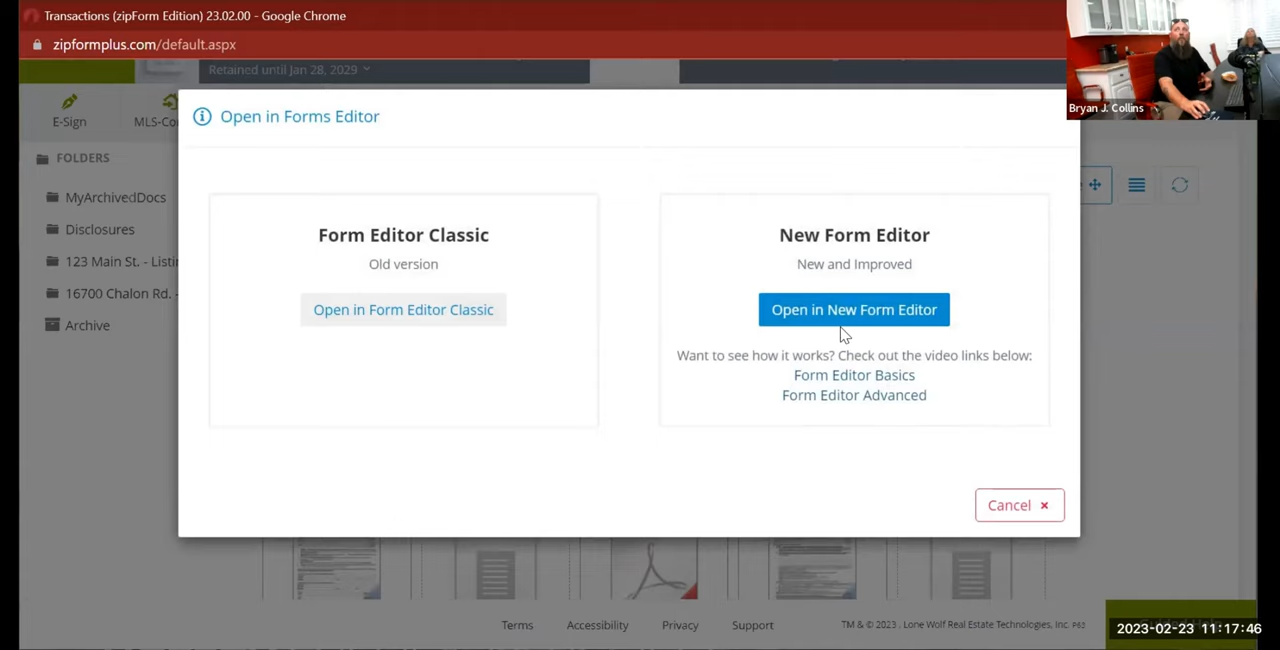 Transactions (zipForm Edition) 23.02.00 - Google Chrome
zipformplus.com/default.aspx
Bryan J. Collins
Retained until Jan 28, 2029
E-Sign
MLS-Co
FOLDERS
MyArchivedDocs
Disclosures
123 Main St. - Listi
16700 Chalon Rd. -
Archive
Open in Forms Editor
Form Editor Classic
Old version
Open in Form Editor Classic
New Form Editor
New and Improved
Open in New Form Editor
Want to see how it works? Check out the video links below:
Form Editor Basics
Form Editor Advanced
Cancel ×
Terms
Accessibility
Privacy
Support
TM & © 2023 . Lone Wolf Real Estate Technologies, Inc.
2023-02-23 11:17:46